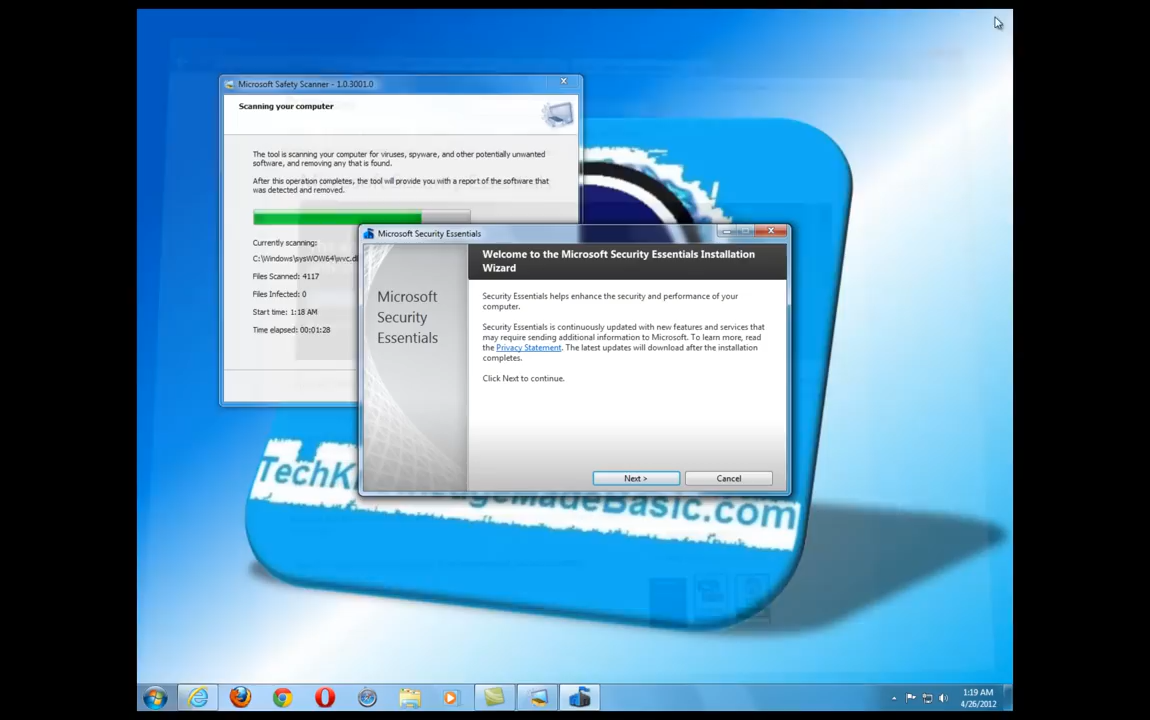 Microsoft Safety Scanner - 1.0.3001.0
Scanning your computer
The tool is scanning your computer for viruses, spyware, and other potentially unwanted
software, and removing any that is found.
After this operation completes, the tool will provide you with a report of the software that
was detected and removed.
Currently scanning:
C:\Windows\sysWOW64\wvc.dl
Files Scanned: 4117
Files Infected: 0
Start time: 1:18 AM
Time elapsed: 00:01:28
Microsoft Security Essentials
Welcome to the Microsoft Security Essentials Installation
Wizard
Microsoft
Security
Essentials
Security Essentials helps enhance the security and performance of your
computer.
Security Essentials is continuously updated with new features and services that
may require sending additional information to Microsoft. To learn more, read
the Privacy Statement. The latest updates will download after the installation
completes.
Click Next to continue.
Next >
Cancel
TechK
edgeMadeBasic.com
1:19 AM
4/26/2012